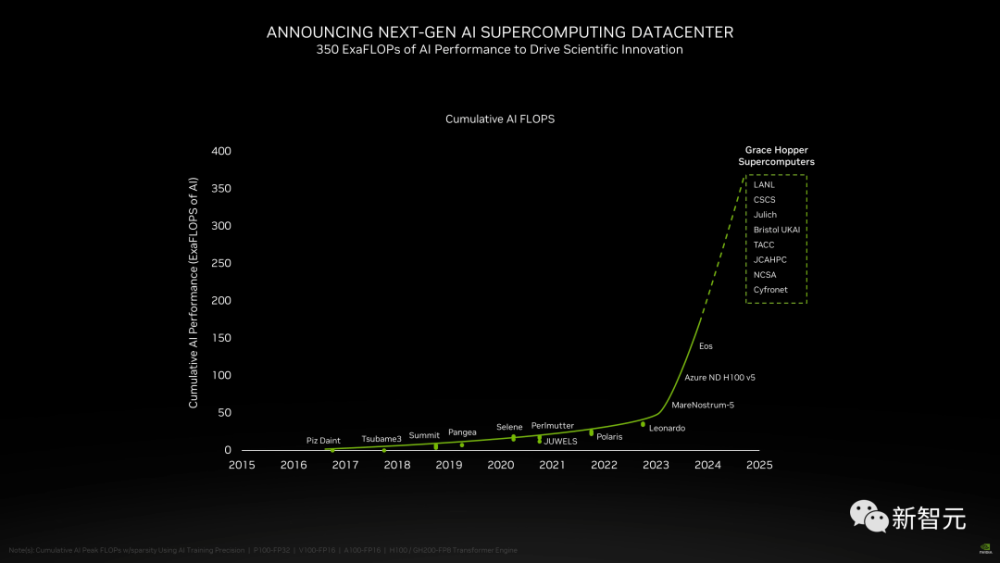 ANNOUNCING NEXT-GEN AI SUPERCOMPUTING DATACENTER
350 ExaFLOPs of AI Performance to Drive Scientific Innovation
Cumulative AI FLOPS
Cumulative AI Performance (ExaFLOPS of AI)
400
350
300
250
200
150
100
50
0
2015 2016 2017 2018 2019 2020 2021 2022 2023 2024 2025
Piz Daint
Tsubame3
Summit
Pangea
Selene
Perlmutter
JUWELS
Polaris
Leonardo
MareNostrum-5
Azure ND H100 v5
Eos
Grace Hopper
Supercomputers
LANL
CSCS
Julich
Bristol UKAI
TACC
JCAHPC
NCSA
Cyfronet
新智元
Note(s): Cumulative AI Peak FLOPs w/sparsity Using AI Training Precision | P100-FP32 | V100-FP16 | A100-FP16 | H100 / GH200-FP8 Transformer Engine
NVIDIA